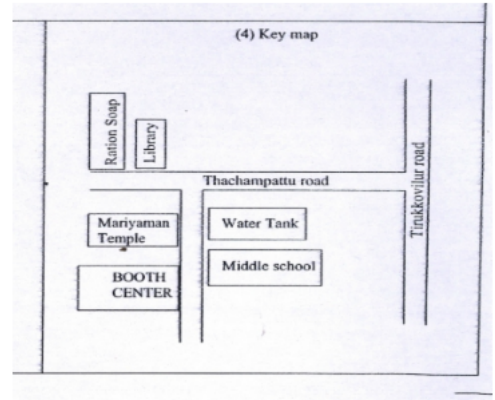 (4) Key map
Ration Soap
Library
Thachampattu road
Tirukkovilur road
Mariyaman
Temple
Water Tank
Middle school
BOOTH
CENTER